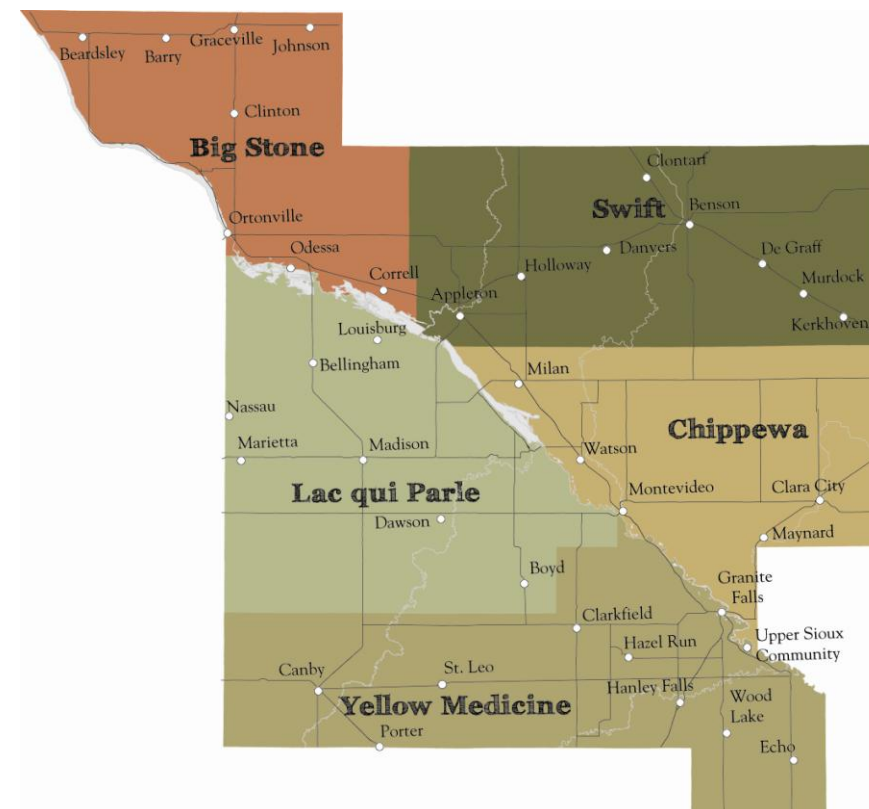 Graceville
Johnson
Beardsley
Barry
Clinton
Big Stone
Clontarf
Swift
Benson
Ortonville
Odessa
Danvers
De Graff
Holloway
Correll
Murdock
Appleton
Kerkhoven
Louisburg
Bellingham
Milan
Nassau
Chippewa
Marietta
Madison
Watson
Lac qui Parle
Montevideo
Clara City
Dawson
Maynard
Boyd
Granite
Falls
Clarkfield
Upper Sioux
Community
Hazel Run
Canby
St. Leo
Hanley Falls
Wood
Lake
Yellow Medicine
Porter
Echo